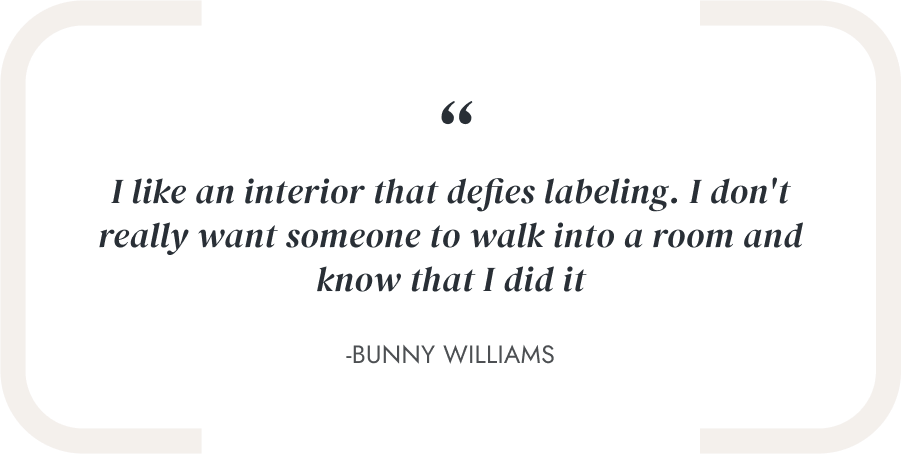 “
I like an interior that defies labeling. I don't
really want someone to walk into a room and
know that I did it
-BUNNY WILLIAMS